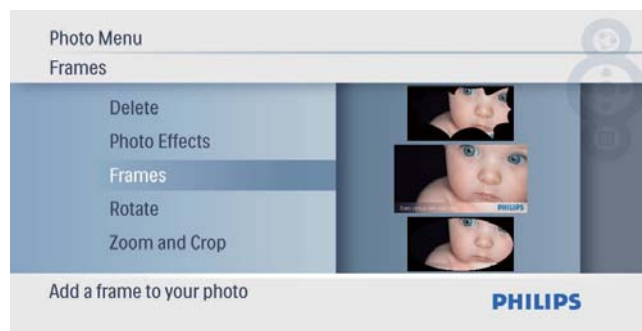 Photo Menu
Frames
Delete
Photo Effects
Frames
Rotate
Zoom and Crop
PHILIPS
Add a frame to your photo
PHILIPS